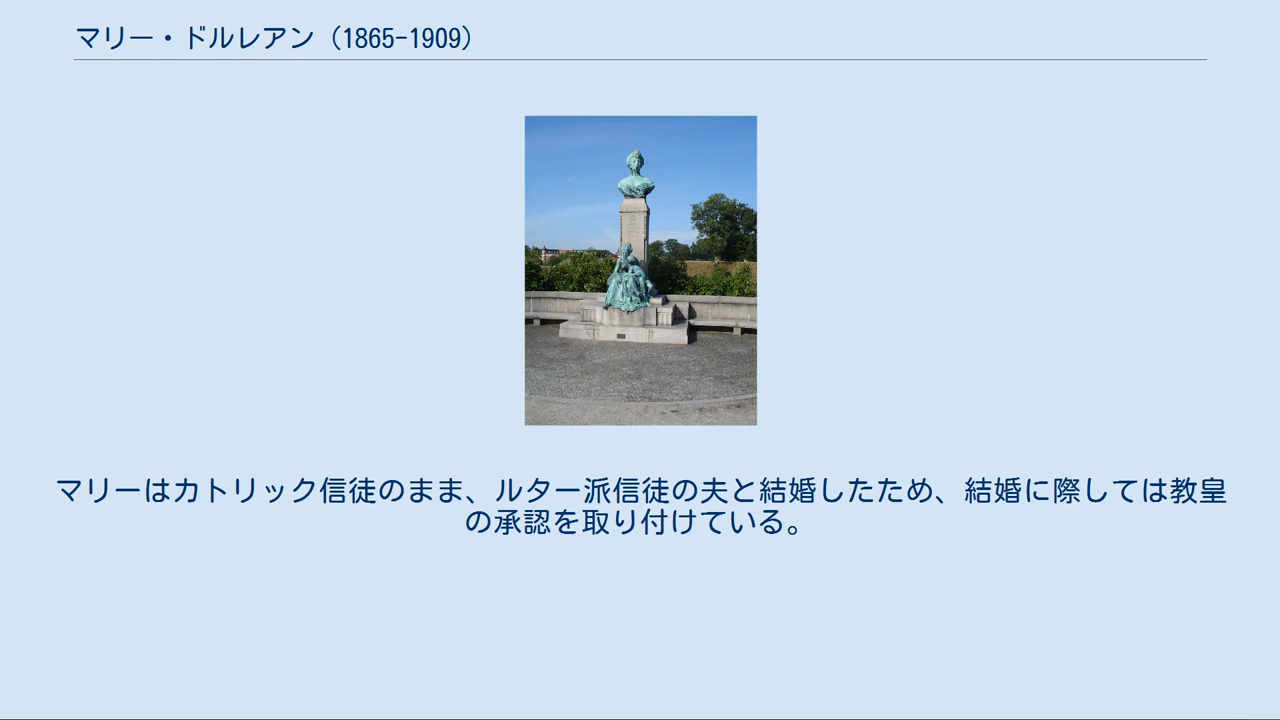 マリー・ドルレアン（1865-1909）
マリーはカトリック信徒のまま、ルター派信徒の夫と結婚したため、結婚に際しては教皇
の承認を取り付けている。